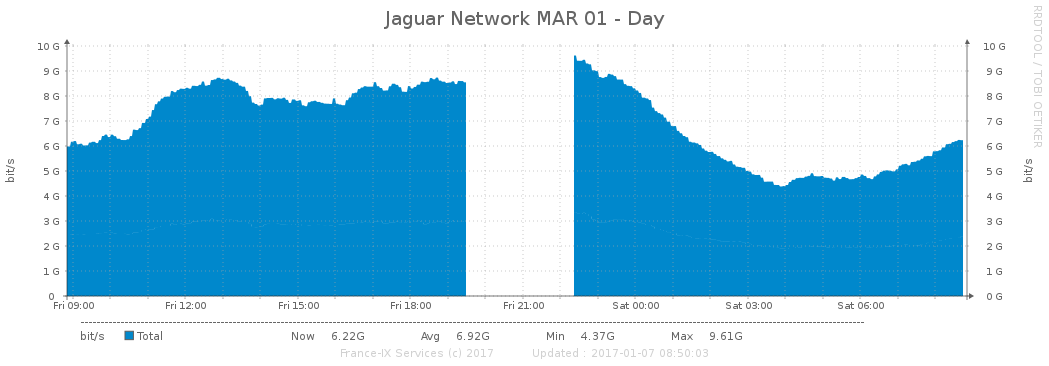 Jaguar Network MAR 01 - Day
RRDTOOL / TOBI OETIKER
10 G 10 G
9 G 9 G
8 G 8 G
7 G 7 G
6 G 6 G
5 G 5 G
4 G 4 G
3 G 3 G
2 G 2 G
1 G 1 G
0 0 G
bit/s bit/s
Fri 09:00 Fri 12:00 Fri 15:00 Fri 18:00 Fri 21:00 Sat 00:00 Sat 03:00 Sat 06:00
bit/s Total Now 6.22G Avg 6.92G Min 4.37G Max 9.61G
France-IX Services (c) 2017 Updated : 2017-01-07 08:50:03